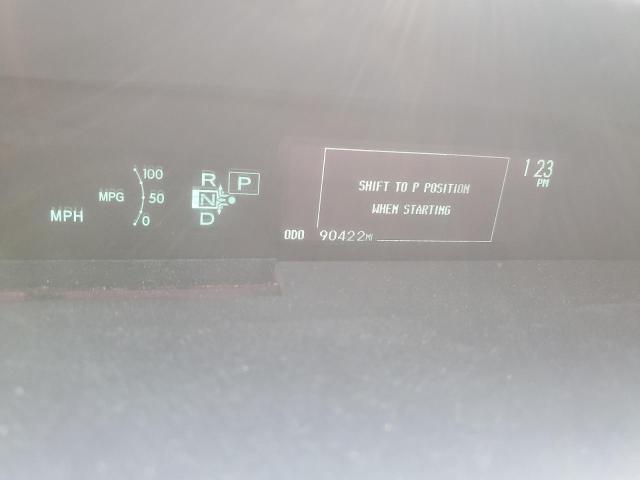 MPH
MPG
100
50
0
R
N
D
P
SHIFT TO P POSITION
WHEN STARTING
ODO 90422MI
1 23
PM